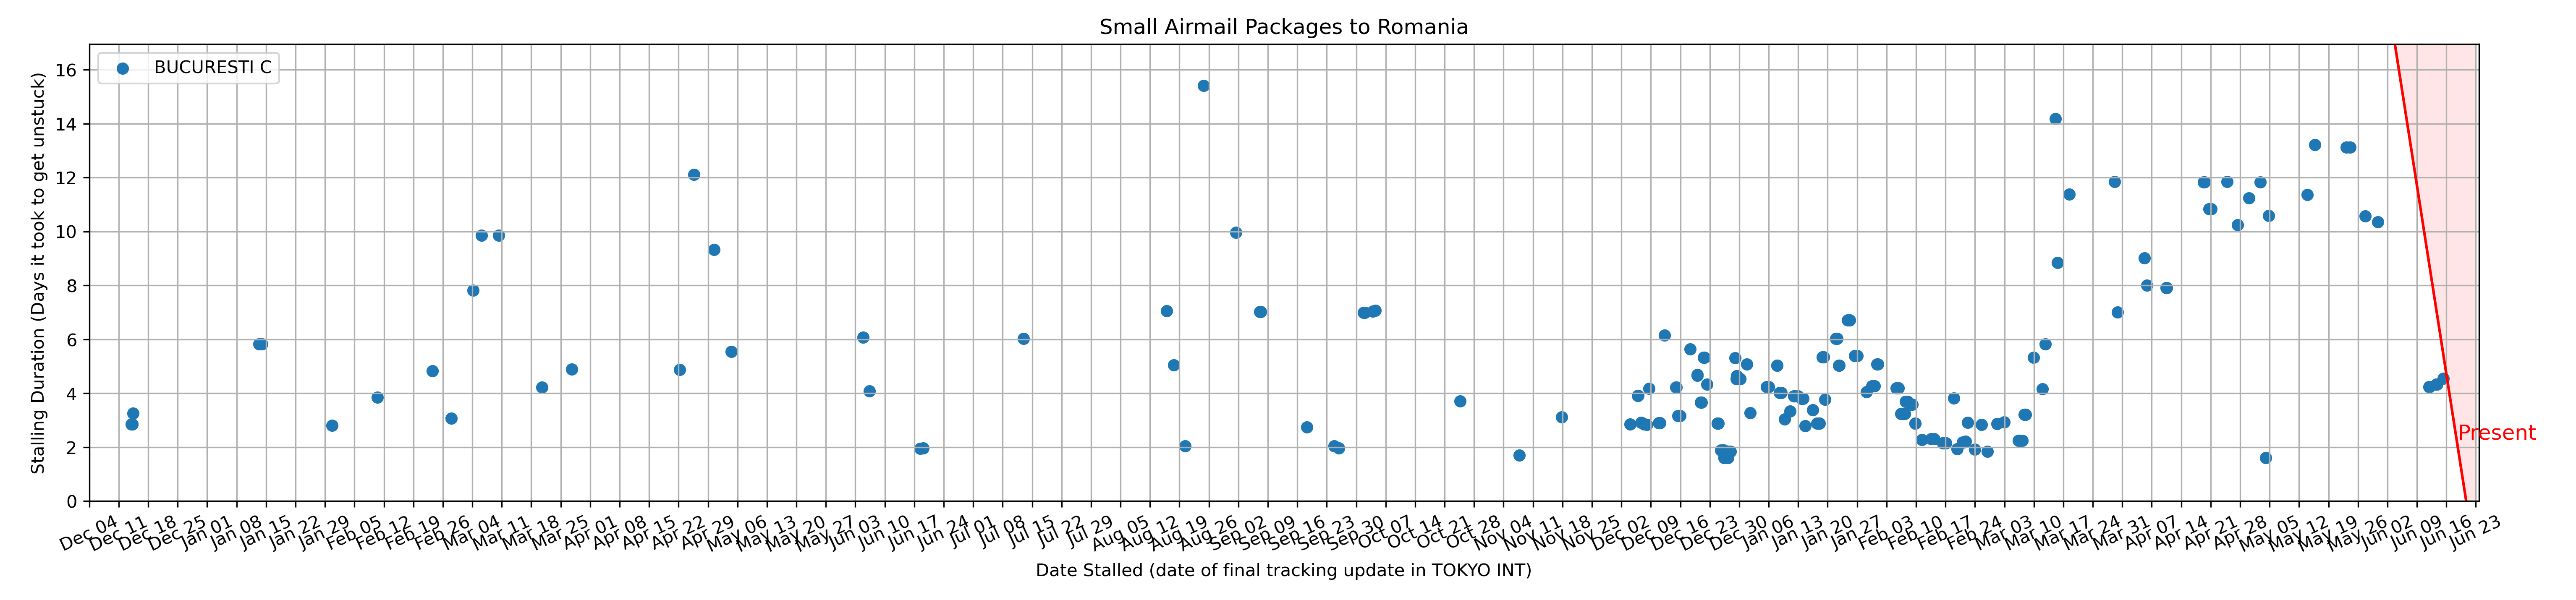 Small Airmail Packages to Romania
BUCURESTI C
Stalling Duration (Days it took to get unstuck)
16
14
12
10
8
6
4
2
0
Present
Dec 04
Dec 11
Dec 18
Dec 25
Jan 01
Jan 08
Jan 15
Jan 22
Jan 29
Feb 05
Feb 12
Feb 19
Feb 26
Mar 04
Mar 11
Mar 18
Mar 25
Apr 01
Apr 08
Apr 15
Apr 22
Apr 29
May 06
May 13
May 20
May 27
Jun 03
Jun 10
Jun 17
Jun 24
Jul 01
Jul 08
Jul 15
Jul 22
Jul 29
Aug 05
Aug 12
Aug 19
Aug 26
Sep 02
Sep 09
Sep 16
Sep 23
Sep 30
Oct 07
Oct 14
Oct 21
Oct 28
Nov 04
Nov 11
Nov 18
Nov 25
Dec 02
Dec 09
Dec 16
Dec 23
Dec 30
Jan 06
Jan 13
Jan 20
Jan 27
Feb 03
Feb 10
Feb 17
Feb 24
Mar 03
Mar 10
Mar 17
Mar 24
Mar 31
Apr 07
Apr 14
Apr 21
Apr 28
May 05
May 12
May 19
May 26
Jun 02
Jun 09
Jun 16
Jun 23
Date Stalled (date of final tracking update in TOKYO INT)